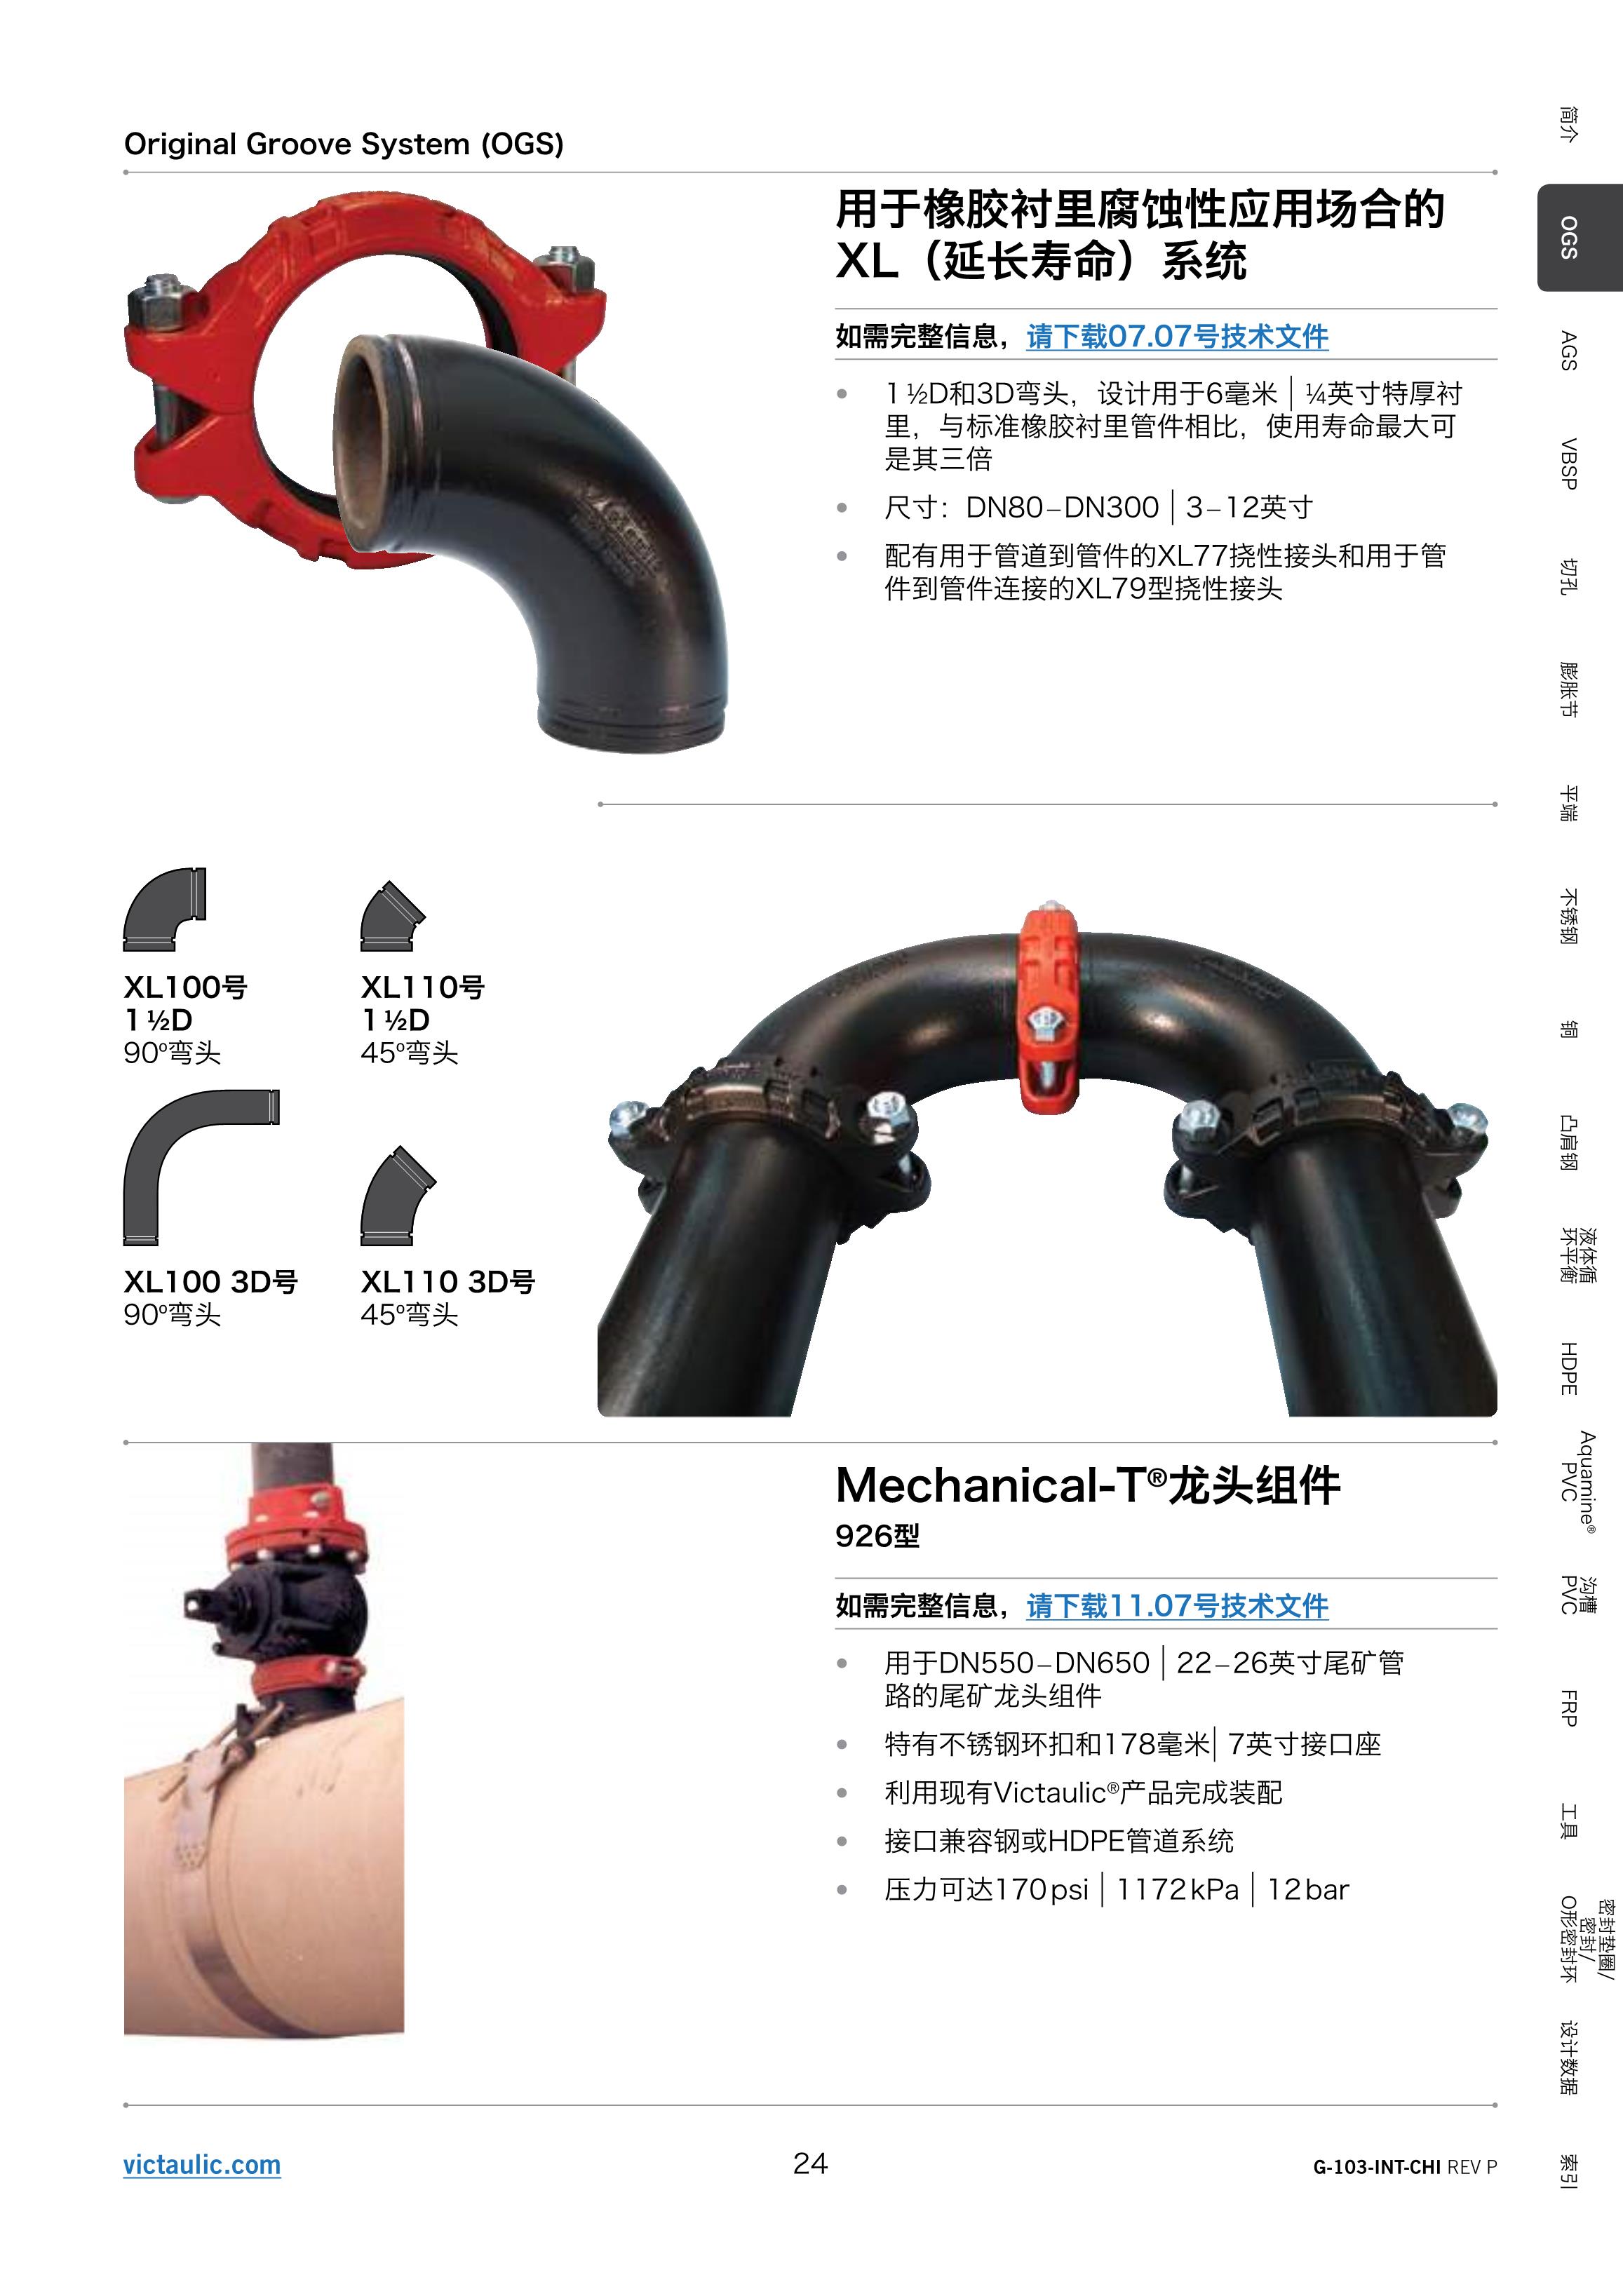 Original Groove System (OGS)
用于橡胶衬里腐蚀性应用场合的
XL（延长寿命）系统
如需完整信息，请下载07.07号技术文件
• 1 ½D和3D弯头，设计用于6毫米 | ¼英寸特厚衬
里，与标准橡胶衬里管件相比，使用寿命最大可
是其三倍
• 尺寸：DN80–DN300 | 3–12英寸
• 配有用于管道到管件的XL77挠性接头和用于管
件到管件连接的XL79型挠性接头
XL100号
1 ½D
90º弯头
XL110号
1 ½D
45º弯头
XL100 3D号
90º弯头
XL110 3D号
45º弯头
Mechanical-T®龙头组件
926型
如需完整信息，请下载11.07号技术文件
• 用于DN550–DN650 | 22–26英寸尾矿管
路的尾矿龙头组件
• 特有不锈钢环扣和178毫米| 7英寸接口座
• 利用现有Victaulic®产品完成装配
• 接口兼容钢或HDPE管道系统
• 压力可达170 psi | 1172 kPa | 12 bar
victaulic.com
24
G-103-INT-CHI REV P
简介
OGS
AGS
VBSP
切孔
膨胀节
平端
不锈钢
铜
凸肩钢
液体循
环平衡
HDPE
Aquamine®
PVC
沟槽
PVC
FRP
工具
密封垫圈/
密封/
O形密封环
设计数据
索引